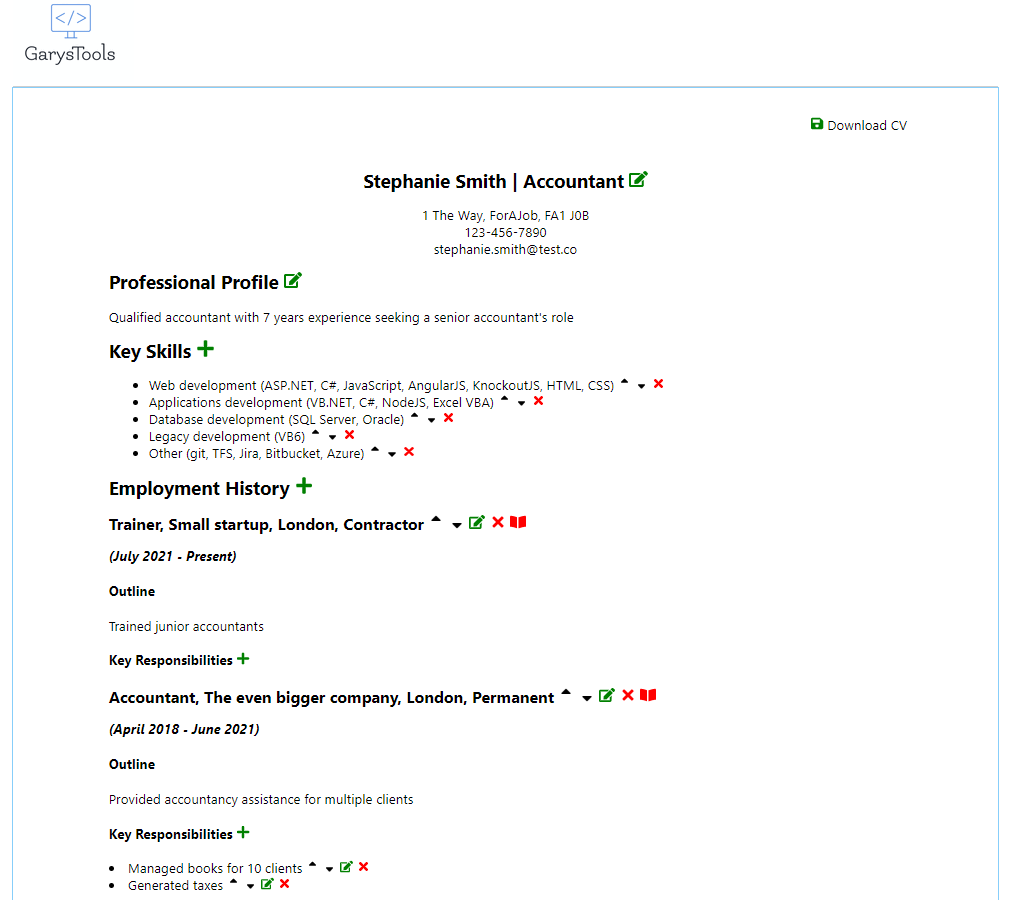 </>
GarysTools
Download CV
Stephanie Smith | Accountant
1 The Way, ForAJob, FA1 J0B
123-456-7890
stephanie.smith@test.co
Professional Profile
Qualified accountant with 7 years experience seeking a senior accountant's role
Key Skills
• Web development (ASP.NET, C#, JavaScript, AngularJS, KnockoutJS, HTML, CSS)
• Applications development (VB.NET, C#, NodeJS, Excel VBA)
• Database development (SQL Server, Oracle)
• Legacy development (VB6)
• Other (git, TFS, Jira, Bitbucket, Azure)
Employment History
Trainer, Small startup, London, Contractor
(July 2021 - Present)
Outline
Trained junior accountants
Key Responsibilities
Accountant, The even bigger company, London, Permanent
(April 2018 - June 2021)
Outline
Provided accountancy assistance for multiple clients
Key Responsibilities
• Managed books for 10 clients
• Generated taxes